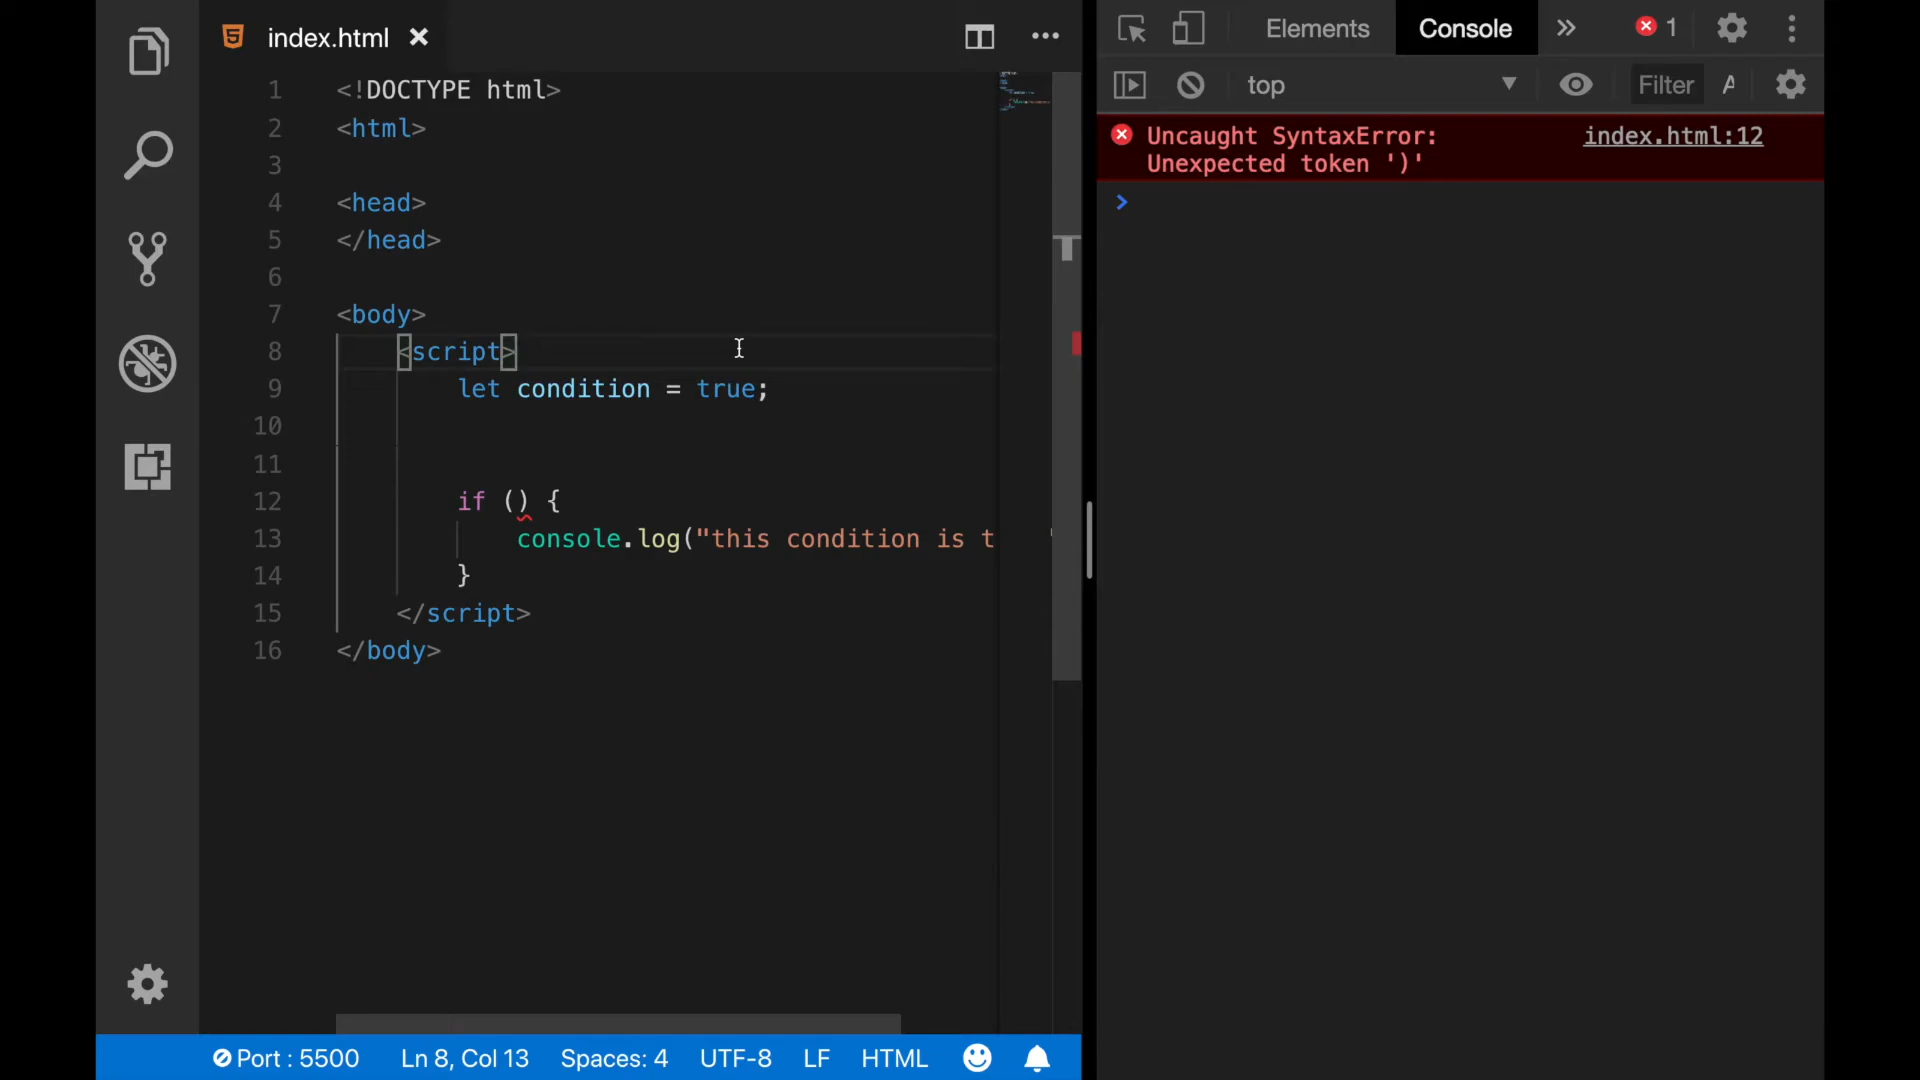 index.html
1 <!DOCTYPE html>
2 <html>
3
4 <head>
5 </head>
6
7 <body>
8 <script>
9 let condition = true;
10
11
12 if () {
13 console.log("this condition is t
14 }
15 </script>
16 </body>
Port : 5500 Ln 8, Col 13 Spaces: 4 UTF-8 LF HTML
Elements Console 1
top Filter
Uncaught SyntaxError: index.html:12
Unexpected token ')'